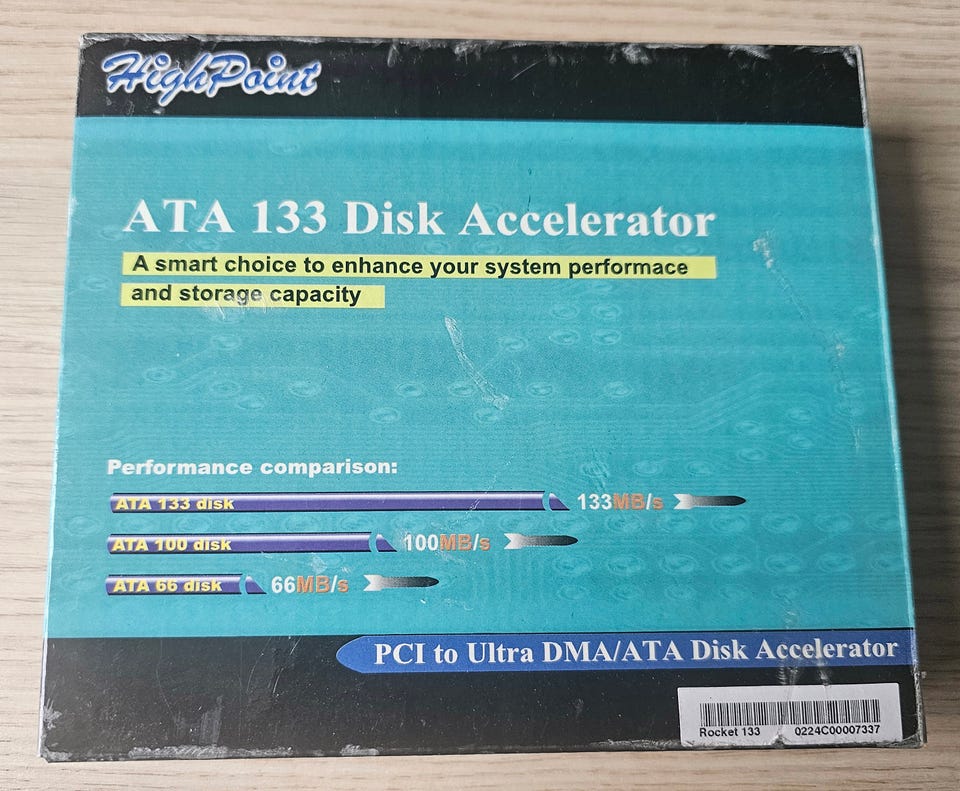 HighPoint
ATA 133 Disk Accelerator
A smart choice to enhance your system performace
and storage capacity
Performance comparison:
ATA 133 disk 133MB/s
ATA 100 disk 100MB/s
ATA 66 disk 66MB/s
PCI to Ultra DMA/ATA Disk Accelerator
Rocket 133 0224C00007337